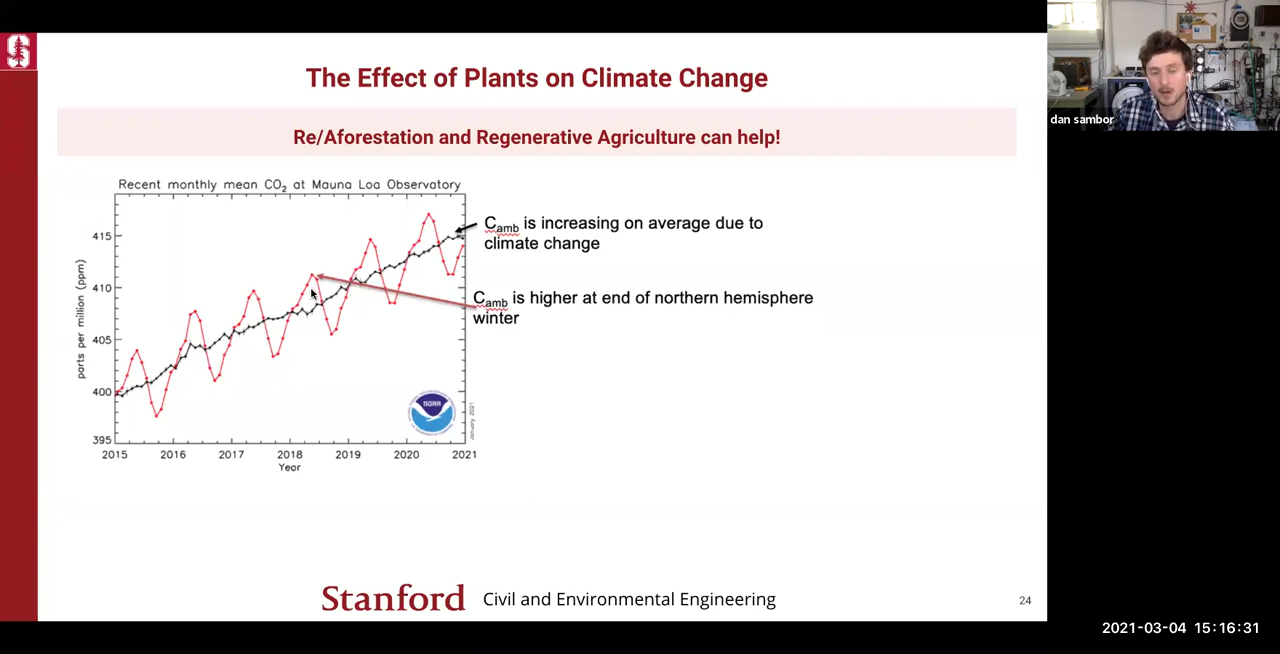 The Effect of Plants on Climate Change
Re/Aforestation and Regenerative Agriculture can help!
Recent monthly mean CO2 at Mauna Loa Observatory
Camb is increasing on average due to
climate change
Camb is higher at end of northern hemisphere
winter
parts per million (ppm)
415
410
405
400
395
2015 2016 2017 2018 2019 2020 2021
Year
NOAA
January 2021
Stanford Civil and Environmental Engineering
24
dan sambor
2021-03-04 15:16:31